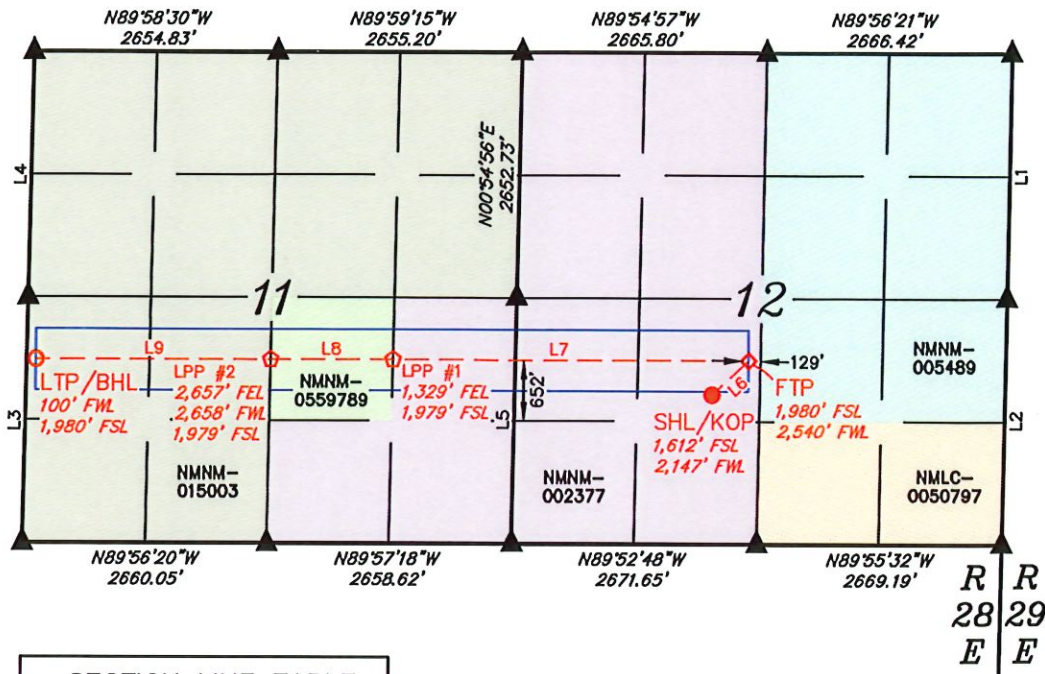 N89°58'30"W
2654.83'
N89°59'15"W
2655.20'
N89°54'57"W
2665.80'
N89°56'21"W
2666.42'
N00°54'56"E
2652.73'
L4
L1
11
12
L9
L8
L7
129'
NMNM-
005489
LTP/BHL
100' FWL
1,980' FSL
LPP #2
2,657' FEL
2,658' FWL
1,979' FSL
NMNM-
0559789
LPP #1
1,329' FEL
1,979' FSL
652'
L6
FTP
1,980' FSL
2,540' FWL
SHL/KOP
1,612' FSL
2,147' FWL
L3
L5
L2
NMNM-
015003
NMNM-
002377
NMLC-
0050797
N89°56'20"W
2660.05'
N89°57'18"W
2658.62'
N89°52'48"W
2671.65'
N89°55'32"W
2669.19'
R R
28 29
E E